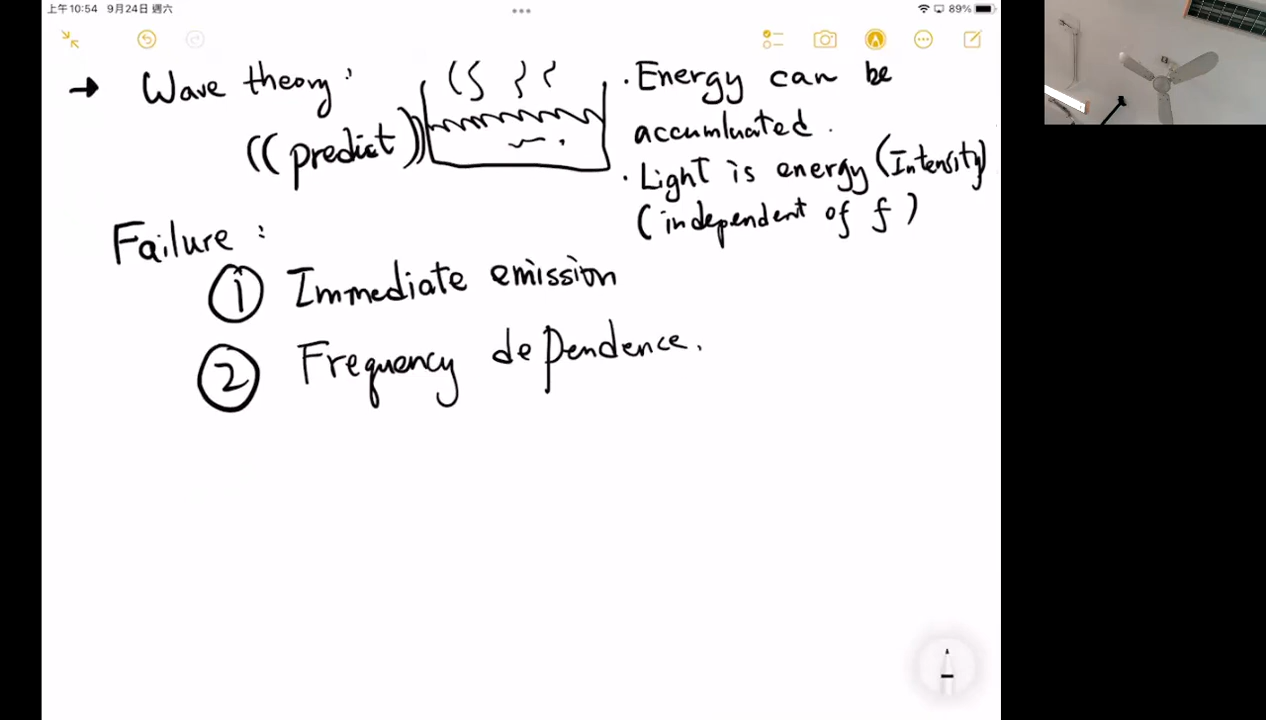 上午10:54 9月24日 週六
89%
→ Wave theory:
((predict))
· Energy can be
accumluated.
· Light is energy (Intensity)
(independent of f)
Failure:
① Immediate emission
② Frequency dependence.